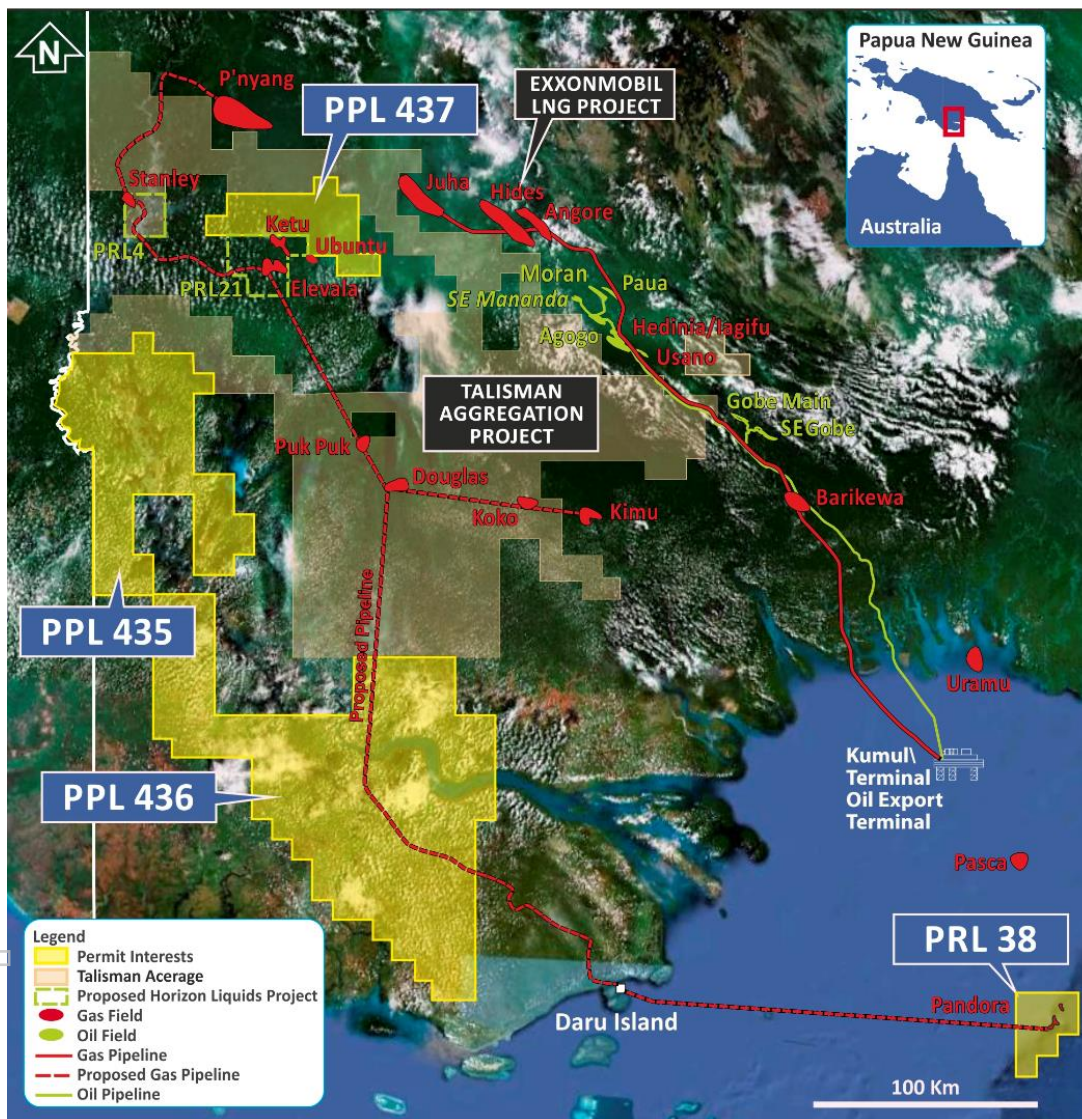 N
P'nyang
PPL 437
EXXONMOBIL
LNG PROJECT
Papua New Guinea
Australia
Stanley
Juha
Hides
Angore
Ketu
Ubuntu
PRL4
PRL21
Elevala
Moran
Paua
SE Mananda
Agogo
Hedinia/Iagifu
Usano
TALISMAN
AGGREGATION
PROJECT
Gobe Main
SEGobe
Puk Puk
Douglas
Koko
Kimu
Barikewa
PPL 435
Proposed Pipeline
Uramu
PPL 436
Kumul\
Terminal
Oil Export
Terminal
Pasca
PRL 38
Pandora
Daru Island
100 Km
Legend
Permit Interests
Talisman Acerage
Proposed Horizon Liquids Project
Gas Field
Oil Field
Gas Pipeline
Proposed Gas Pipeline
Oil Pipeline